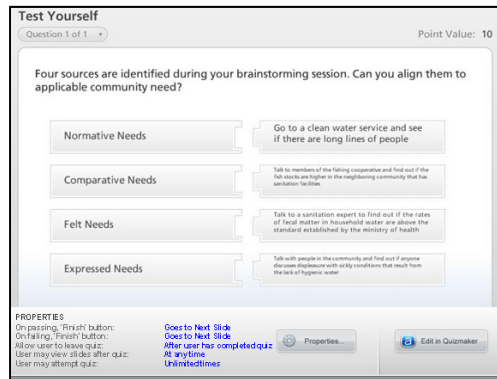 Test Yourself
Question 1 of 1
Point Value: 10
Four sources are identified during your brainstorming session. Can you align them to
applicable community need?
Normative Needs
Go to a clean water service and see
if there are long lines of people
Comparative Needs
Talk to members of the fishing cooperative and find out if the
fish stocks are higher in the neighboring community that has
sanitation facilities
Felt Needs
Talk to a sanitation expert to find out if the rates
of fecal matter in household water are above the
standard established by the ministry of health
Expressed Needs
Talk with people in the community and find out if anyone
discusses displeasure with sickly conditions that result from
the lack of hygienic water
PROPERTIES
On passing, 'Finish' button: Goes to Next Slide
On failing, 'Finish' button: Goes to Next Slide
Allow user to leave quiz: After user has completed quiz
User may view slides after quiz: At any time
User may attempt quiz: Unlimited times
Properties...
Edit in Quizmaker